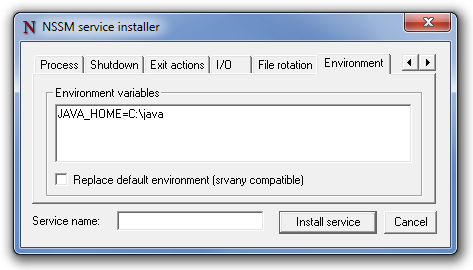 NSSM service installer
Process Shutdown Exit actions I/O File rotation Environment
Environment variables
JAVA_HOME=C:\java
Replace default environment (srvany compatible)
Service name: Install service Cancel